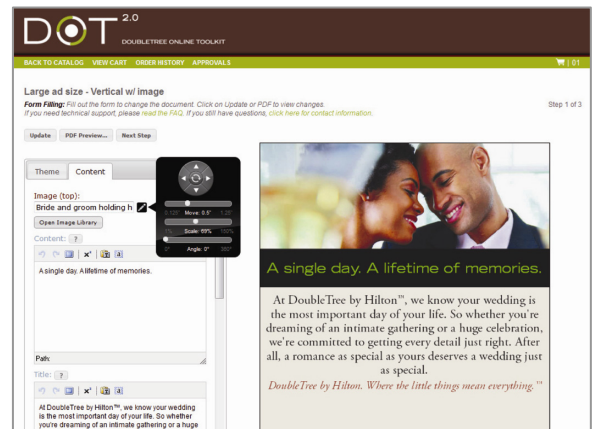 DOT 2.0
DOUBLETREE ONLINE TOOLKIT
BACK TO CATALOG VIEW CART ORDER HISTORY APPROVALS | 01
Large ad size - Vertical w/ image
Form Filling: Fill out the form to change the document. Click on Update or PDF to view changes. Step 1 of 3
If you need technical support, please read the FAQ. If you still have questions, click here for contact information.
Update PDF Preview... Next Step
Theme Content
Image (top):
Bride and groom holding h
Open Image Library
0.125" Move: 0.5" 1.25"
1% Scale: 69% 150%
0° Angle: 0° 360°
Content: ?
A single day. A lifetime of memories.
Path:
Title: ?
At DoubleTree by Hilton™, we know your wedding
is the most important day of your life. So whether
you're dreaming of an intimate gathering or a huge
A single day. A lifetime of memories.
At DoubleTree by Hilton™, we know your wedding is
the most important day of your life. So whether you're
dreaming of an intimate gathering or a huge celebration,
we're committed to getting every detail just right. After
all, a romance as special as yours deserves a wedding just
as special.
DoubleTree by Hilton. Where the little things mean everything.™